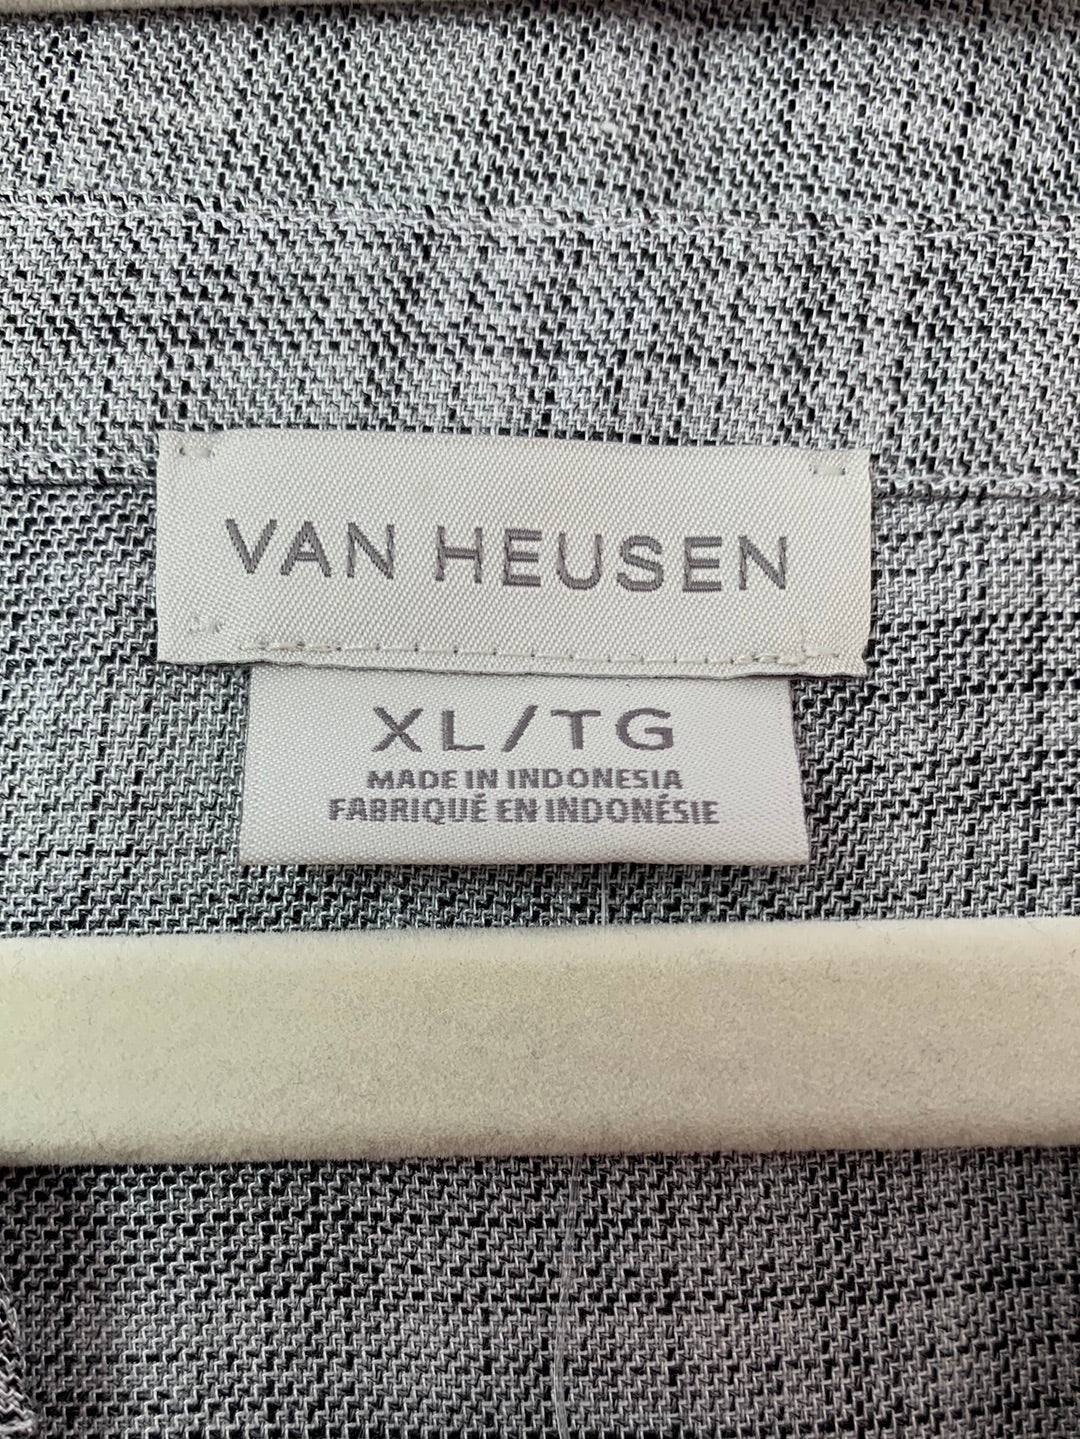 VAN HEUSEN
XL/TG
MADE IN INDONESIA
FABRIQUÉ EN INDONÉSIE